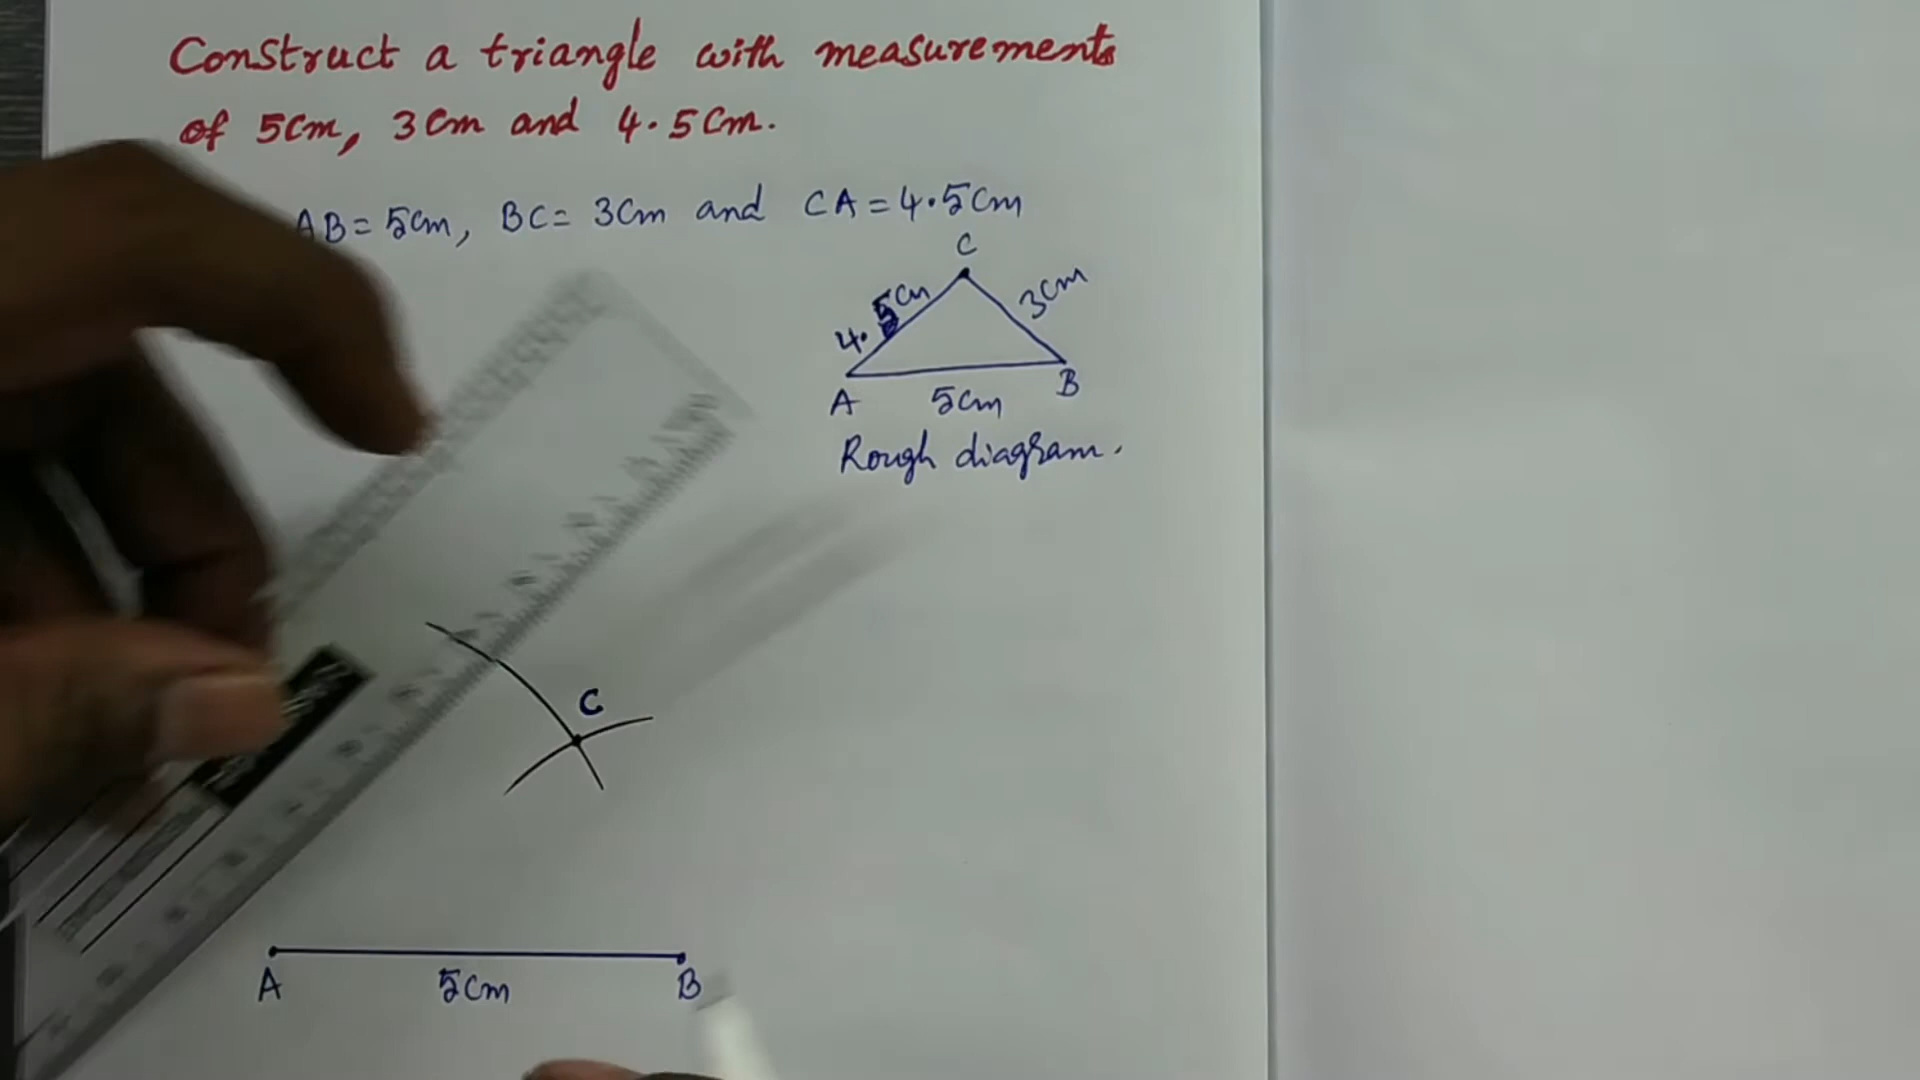 Construct a triangle with measurements
of 5cm, 3cm and 4.5cm.
AB = 5cm, BC = 3cm and CA = 4.5cm
C
4.5cm
3cm
A
5cm
B
Rough diagram.
C
A
5cm
B